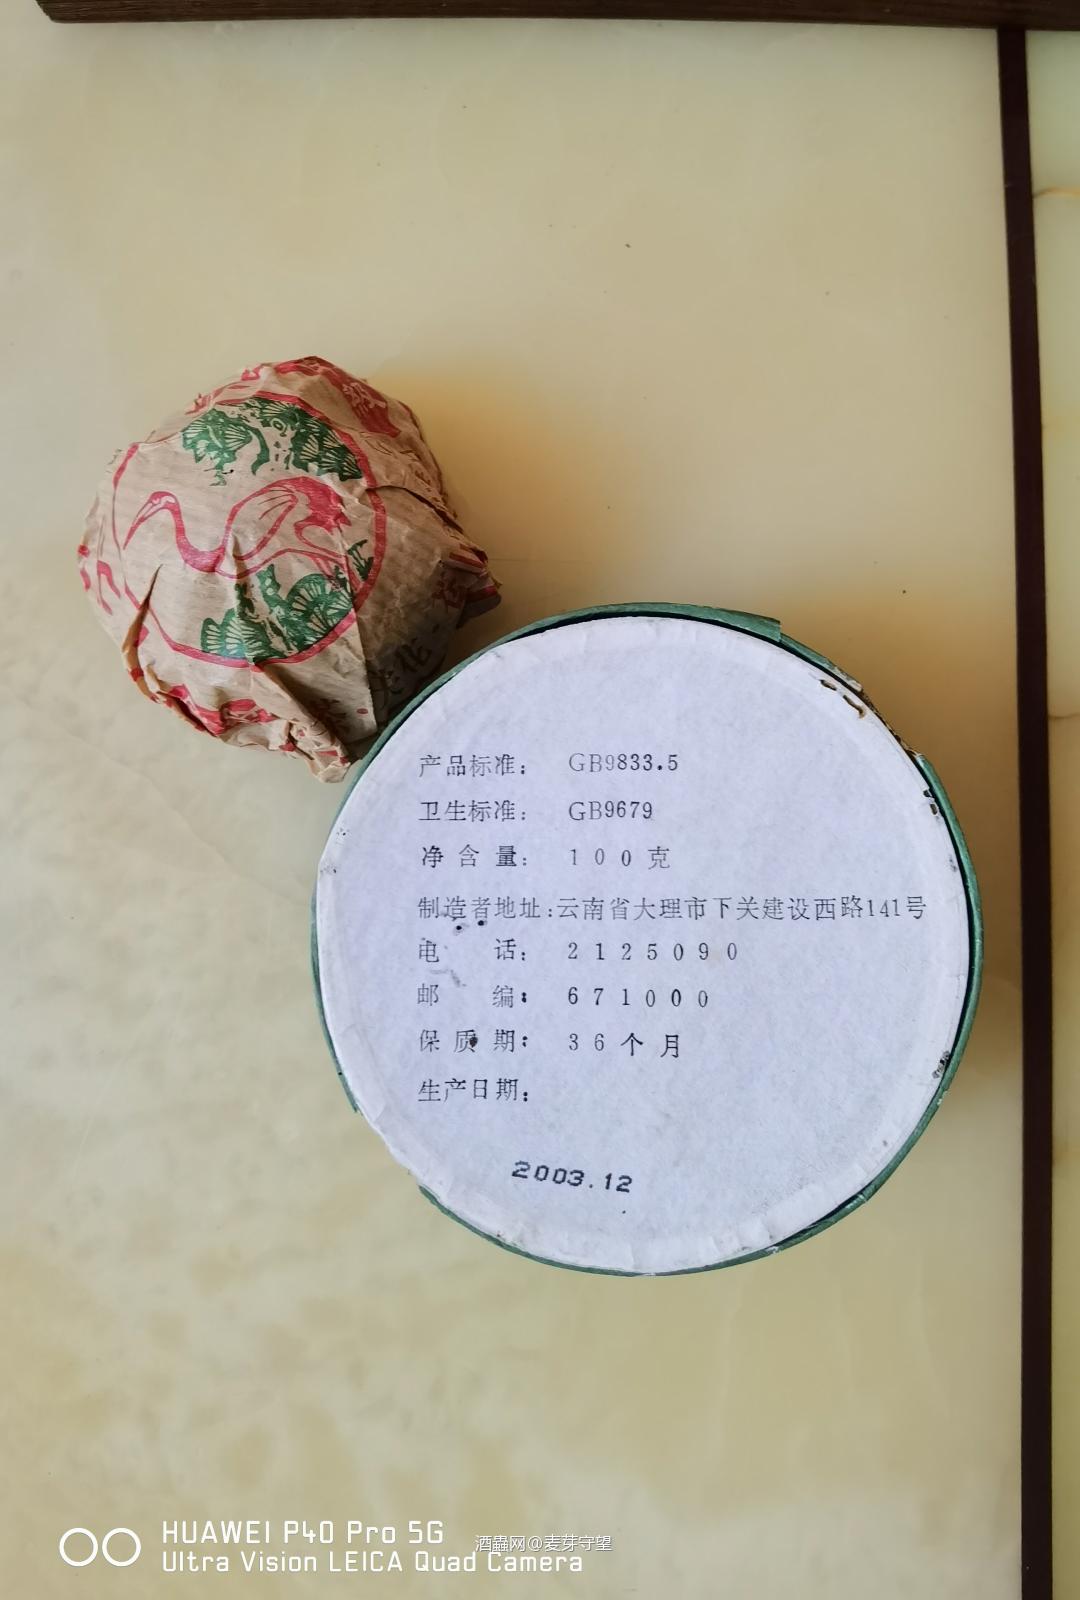 产品标准: GB9833.5
卫生标准: GB9679
净含量: 100克
制造者地址:云南省大理市下关建设西路141号
电话: 2125090
邮编: 671000
保质期: 36个月
生产日期:
2003.12
HUAWEI P40 Pro 5G
Ultra Vision LEICA Quad Camera
酒蟲网@麦芽守望